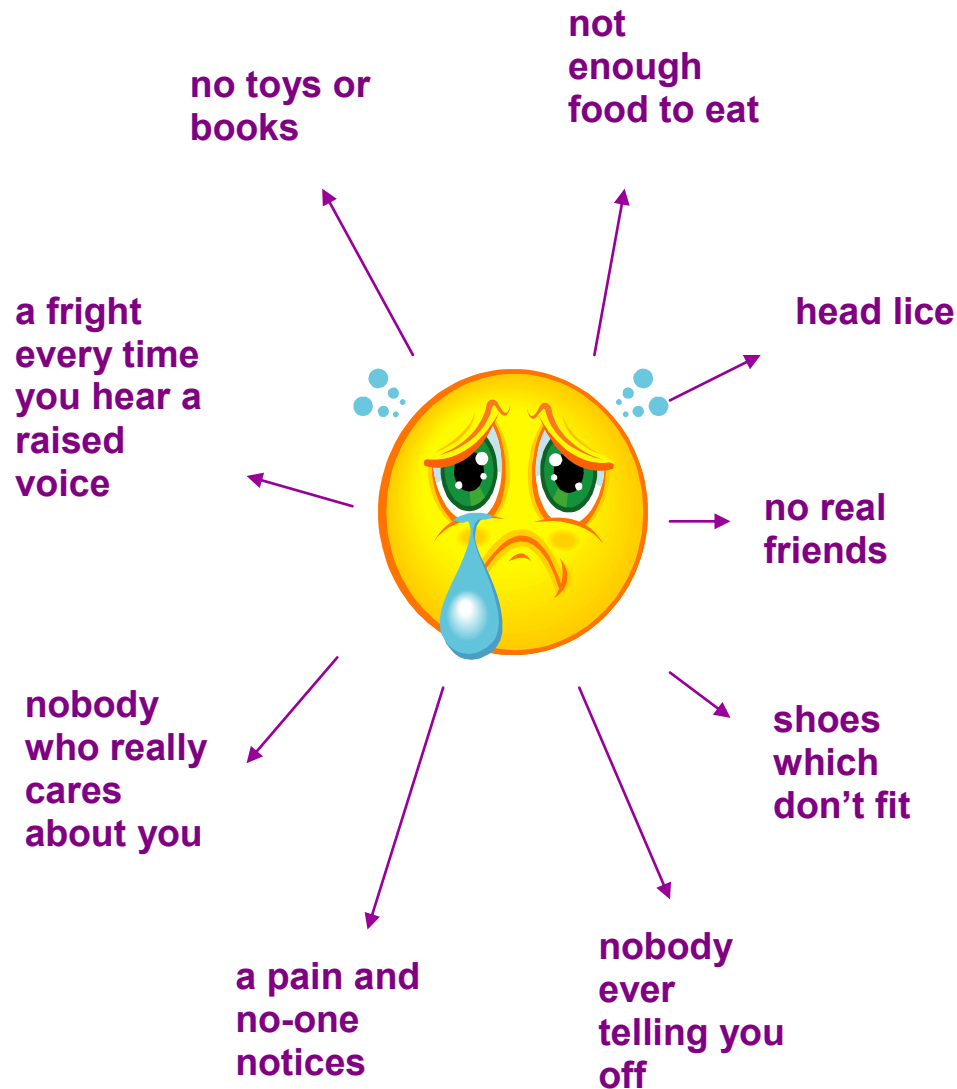 no toys or
books
not
enough
food to eat
a fright
every time
you hear a
raised
voice
head lice
no real
friends
nobody
who really
cares
about you
shoes
which
don’t fit
a pain and
no-one
notices
nobody
ever
telling you
off